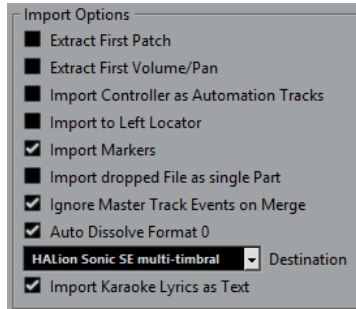 Import Options
Extract First Patch
Extract First Volume/Pan
Import Controller as Automation Tracks
Import to Left Locator
Import Markers
Import dropped File as single Part
Ignore Master Track Events on Merge
Auto Dissolve Format 0
HALion Sonic SE multi-timbral Destination
Import Karaoke Lyrics as Text